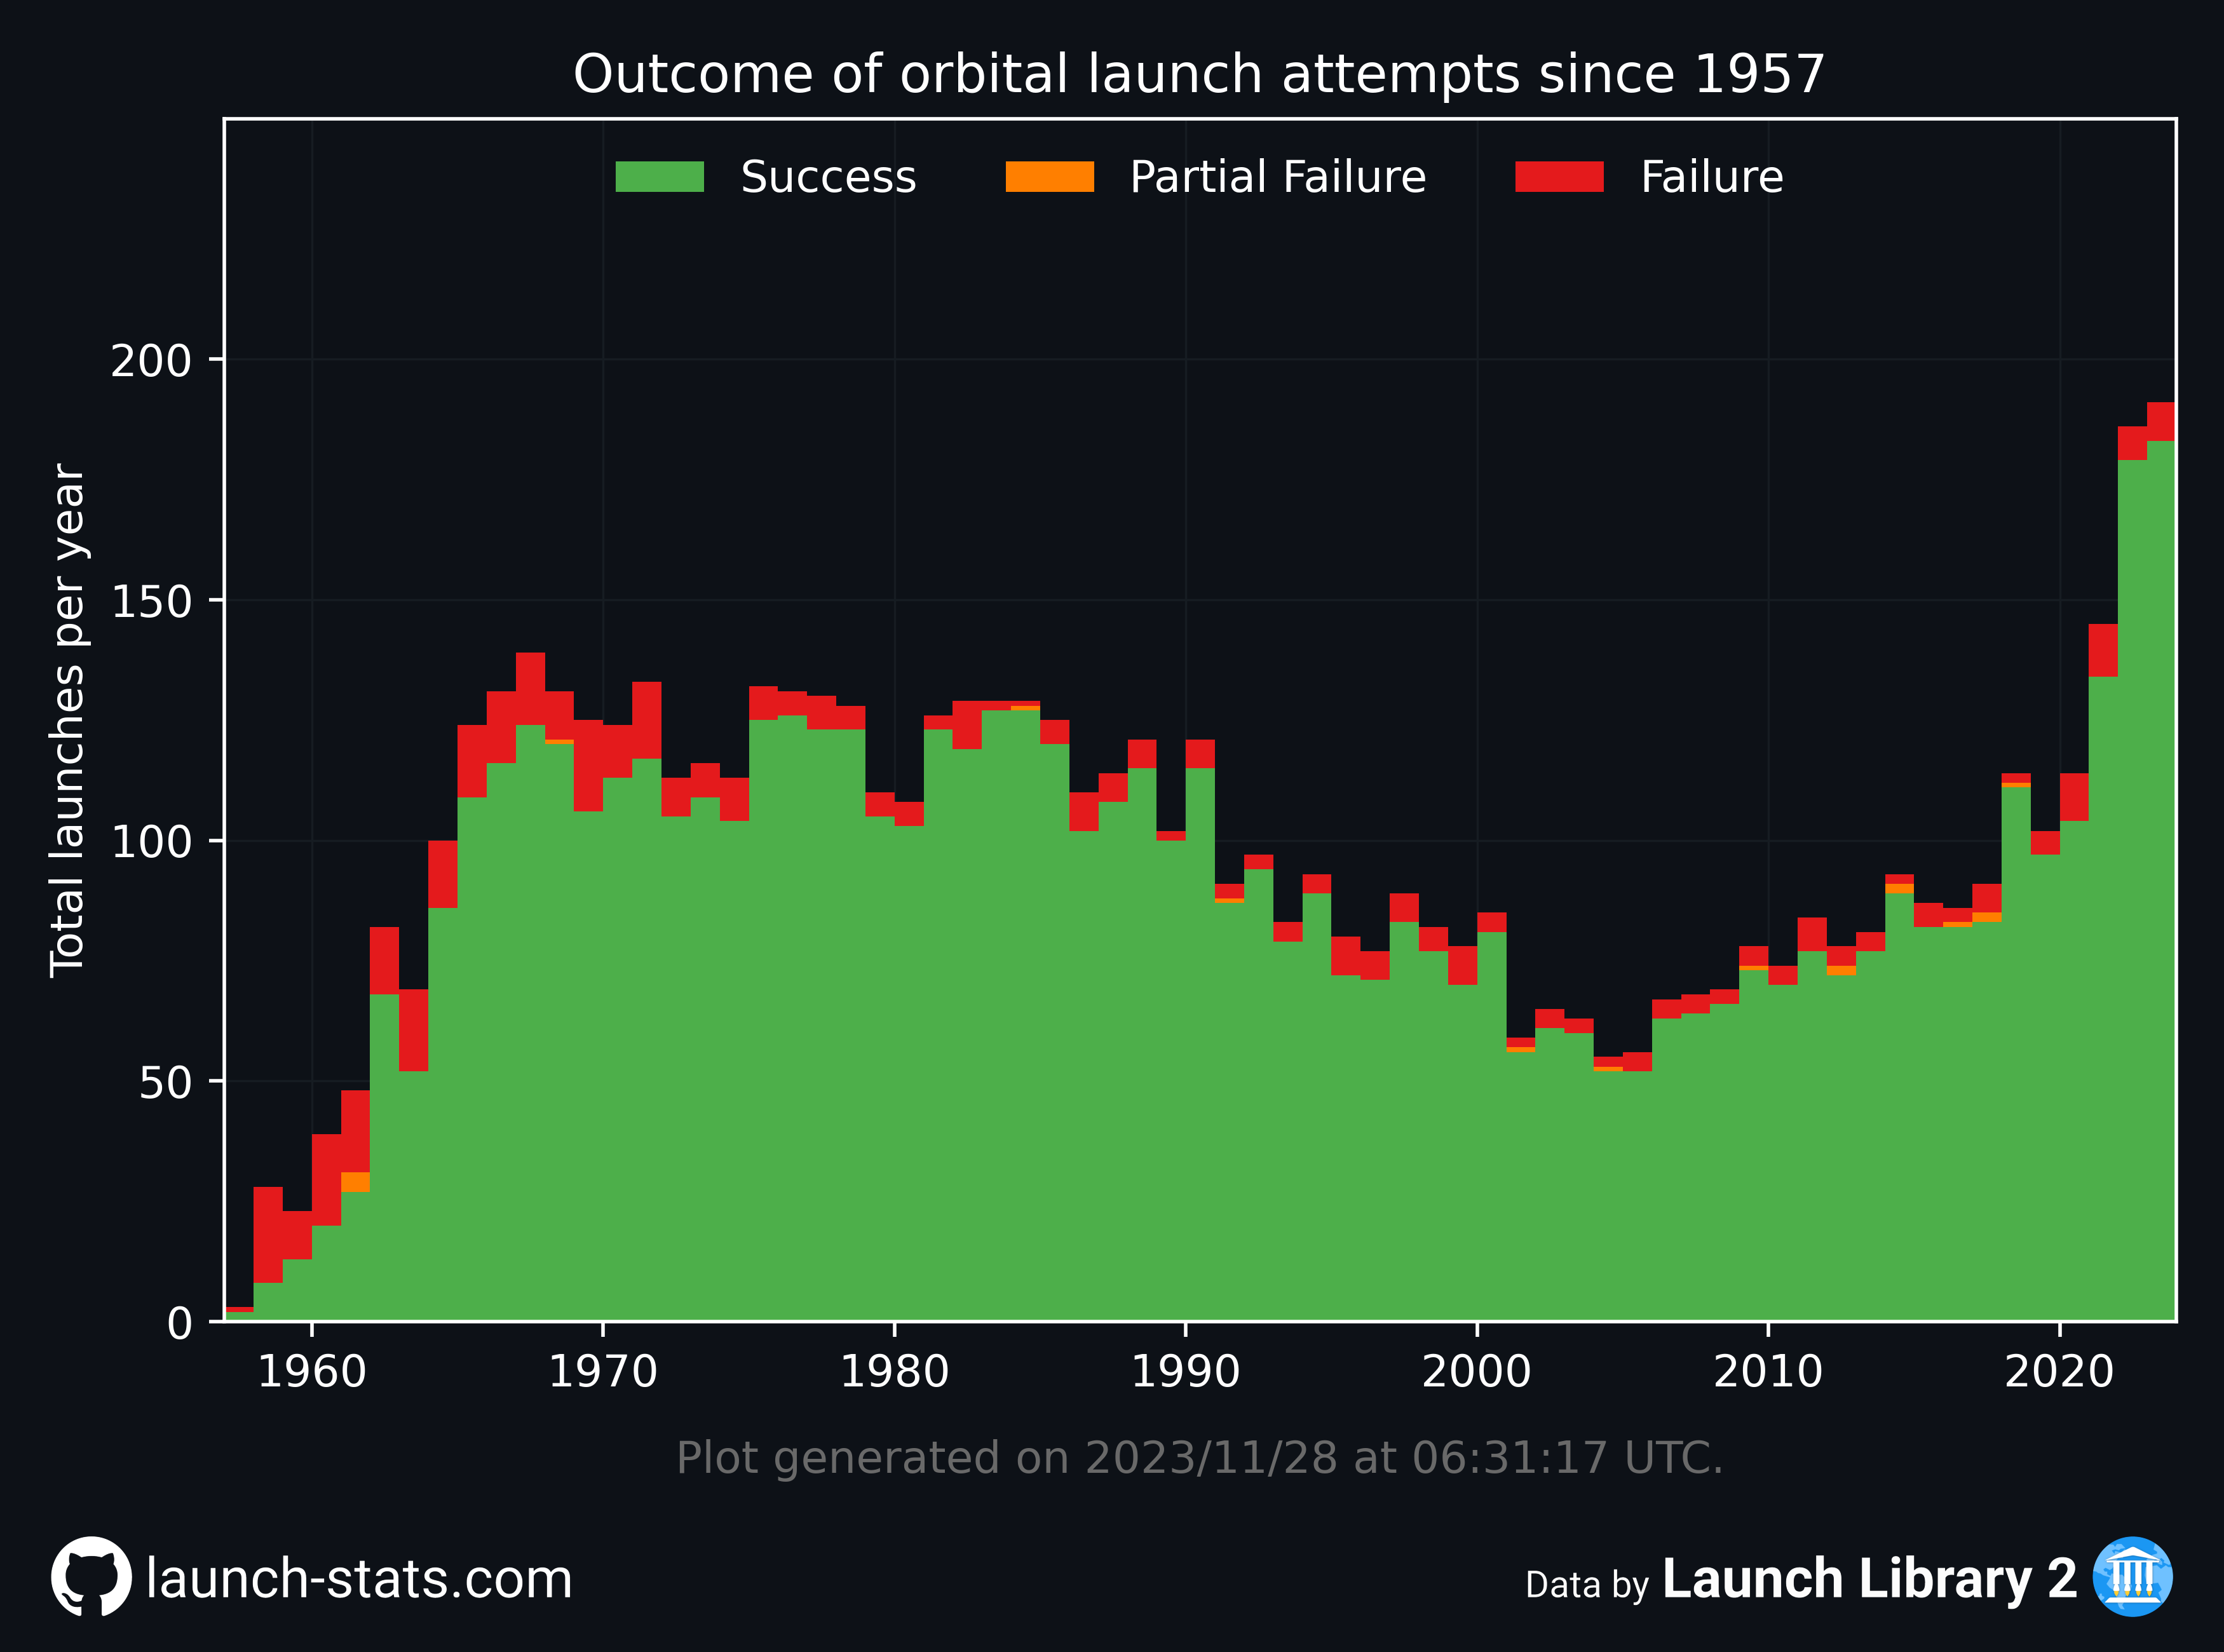 Outcome of orbital launch attempts since 1957
Success Partial Failure Failure
Total launches per year
200
150
100
50
0
1960 1970 1980 1990 2000 2010 2020
Plot generated on 2023/11/28 at 06:31:17 UTC.
launch-stats.com
Data by Launch Library 2